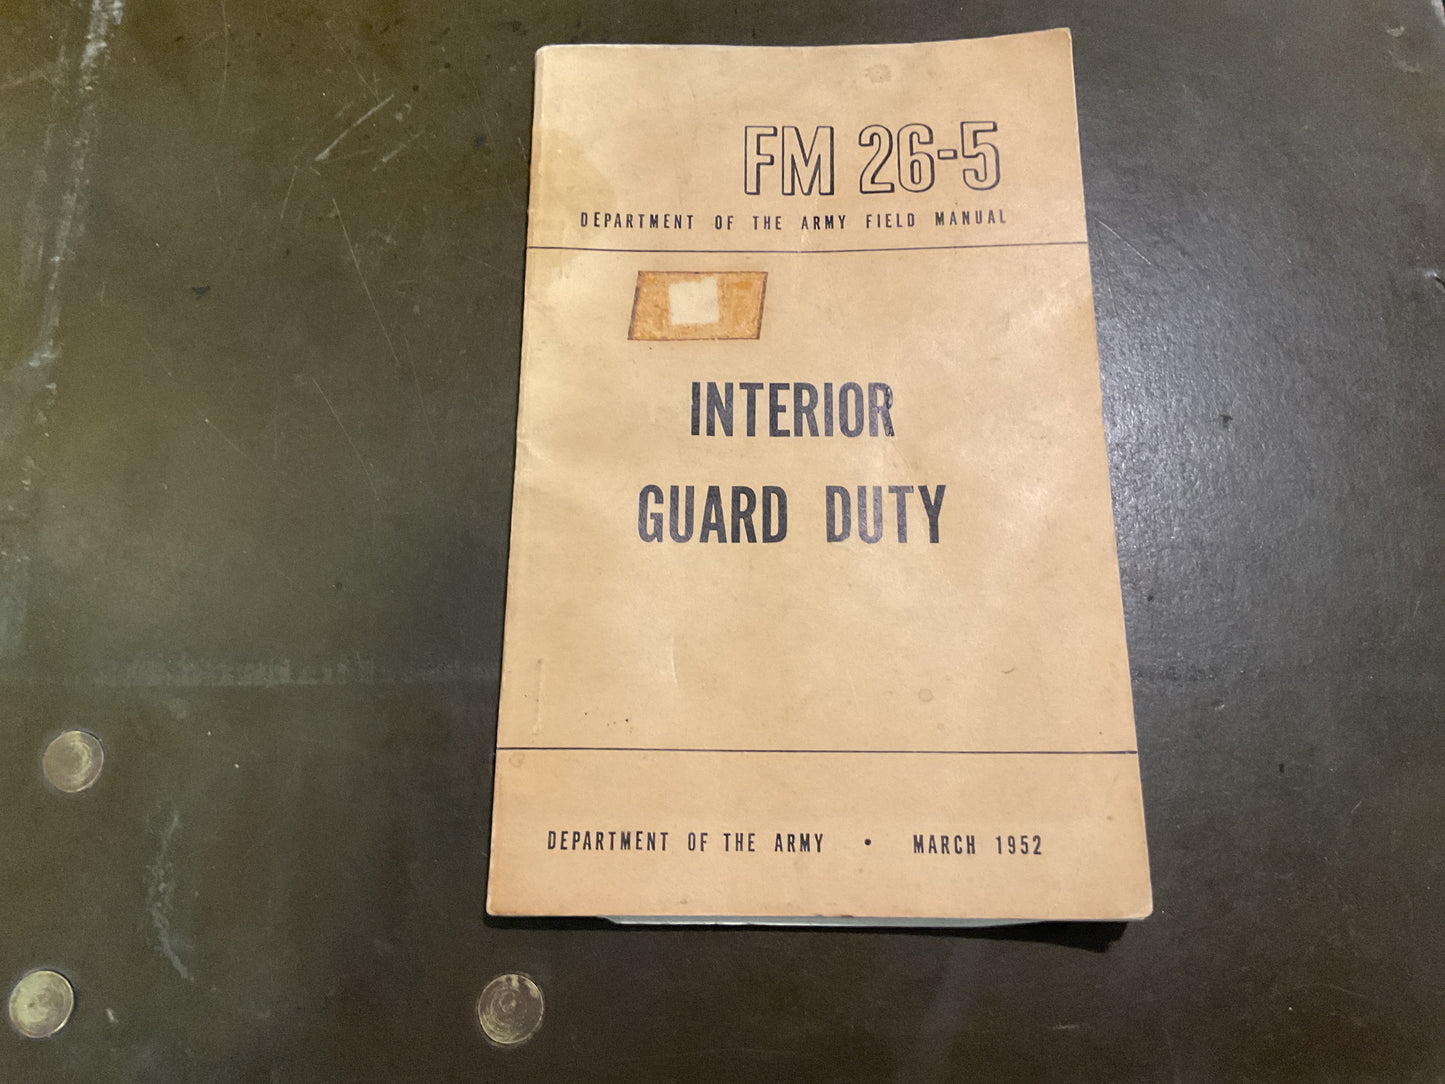 FM 26-5
DEPARTMENT OF THE ARMY FIELD MANUAL
INTERIOR
GUARD DUTY
DEPARTMENT OF THE ARMY • MARCH 1952